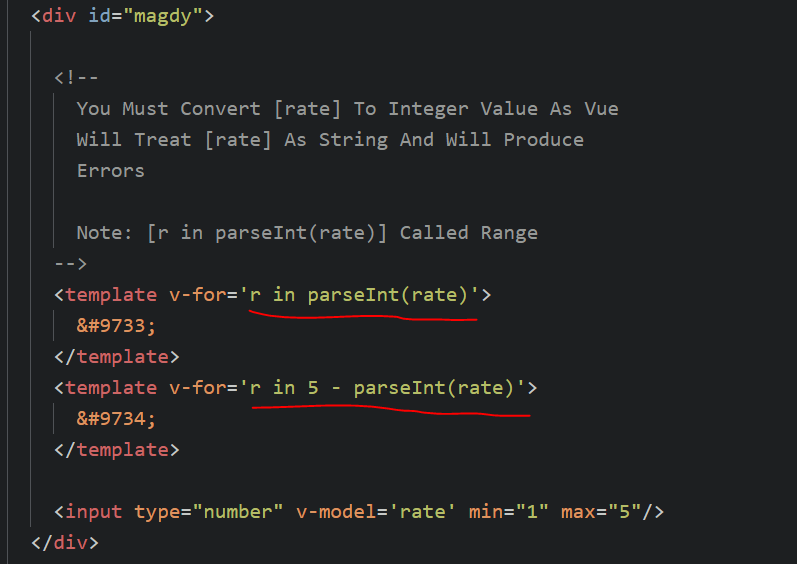 <div id="magdy">
<!--
You Must Convert [rate] To Integer Value As Vue
Will Treat [rate] As String And Will Produce
Errors
Note: [r in parseInt(rate)] Called Range
-->
<template v-for='r in parseInt(rate)'>
&#9733;
</template>
<template v-for='r in 5 - parseInt(rate)'>
&#9734;
</template>
<input type="number" v-model='rate' min="1" max="5"/>
</div>